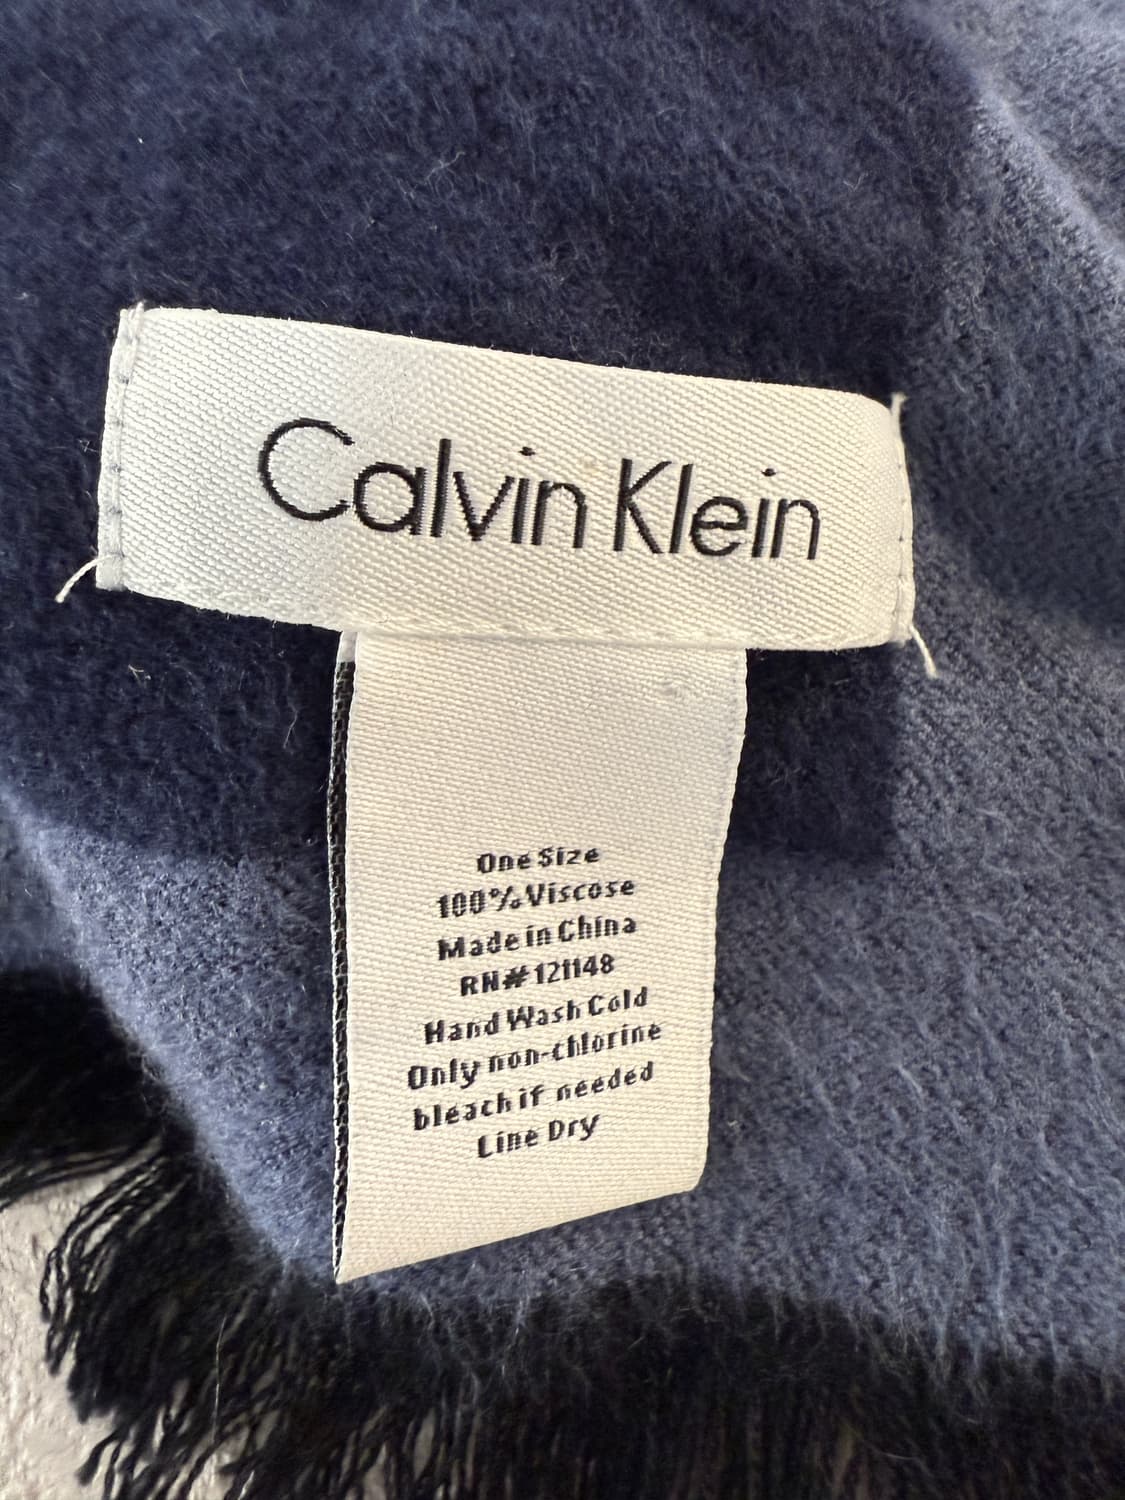 Calvin Klein
One Size
100% Viscose
Made in China
RN# 121148
Hand Wash Cold
Only non-chlorine
bleach if needed
Line Dry